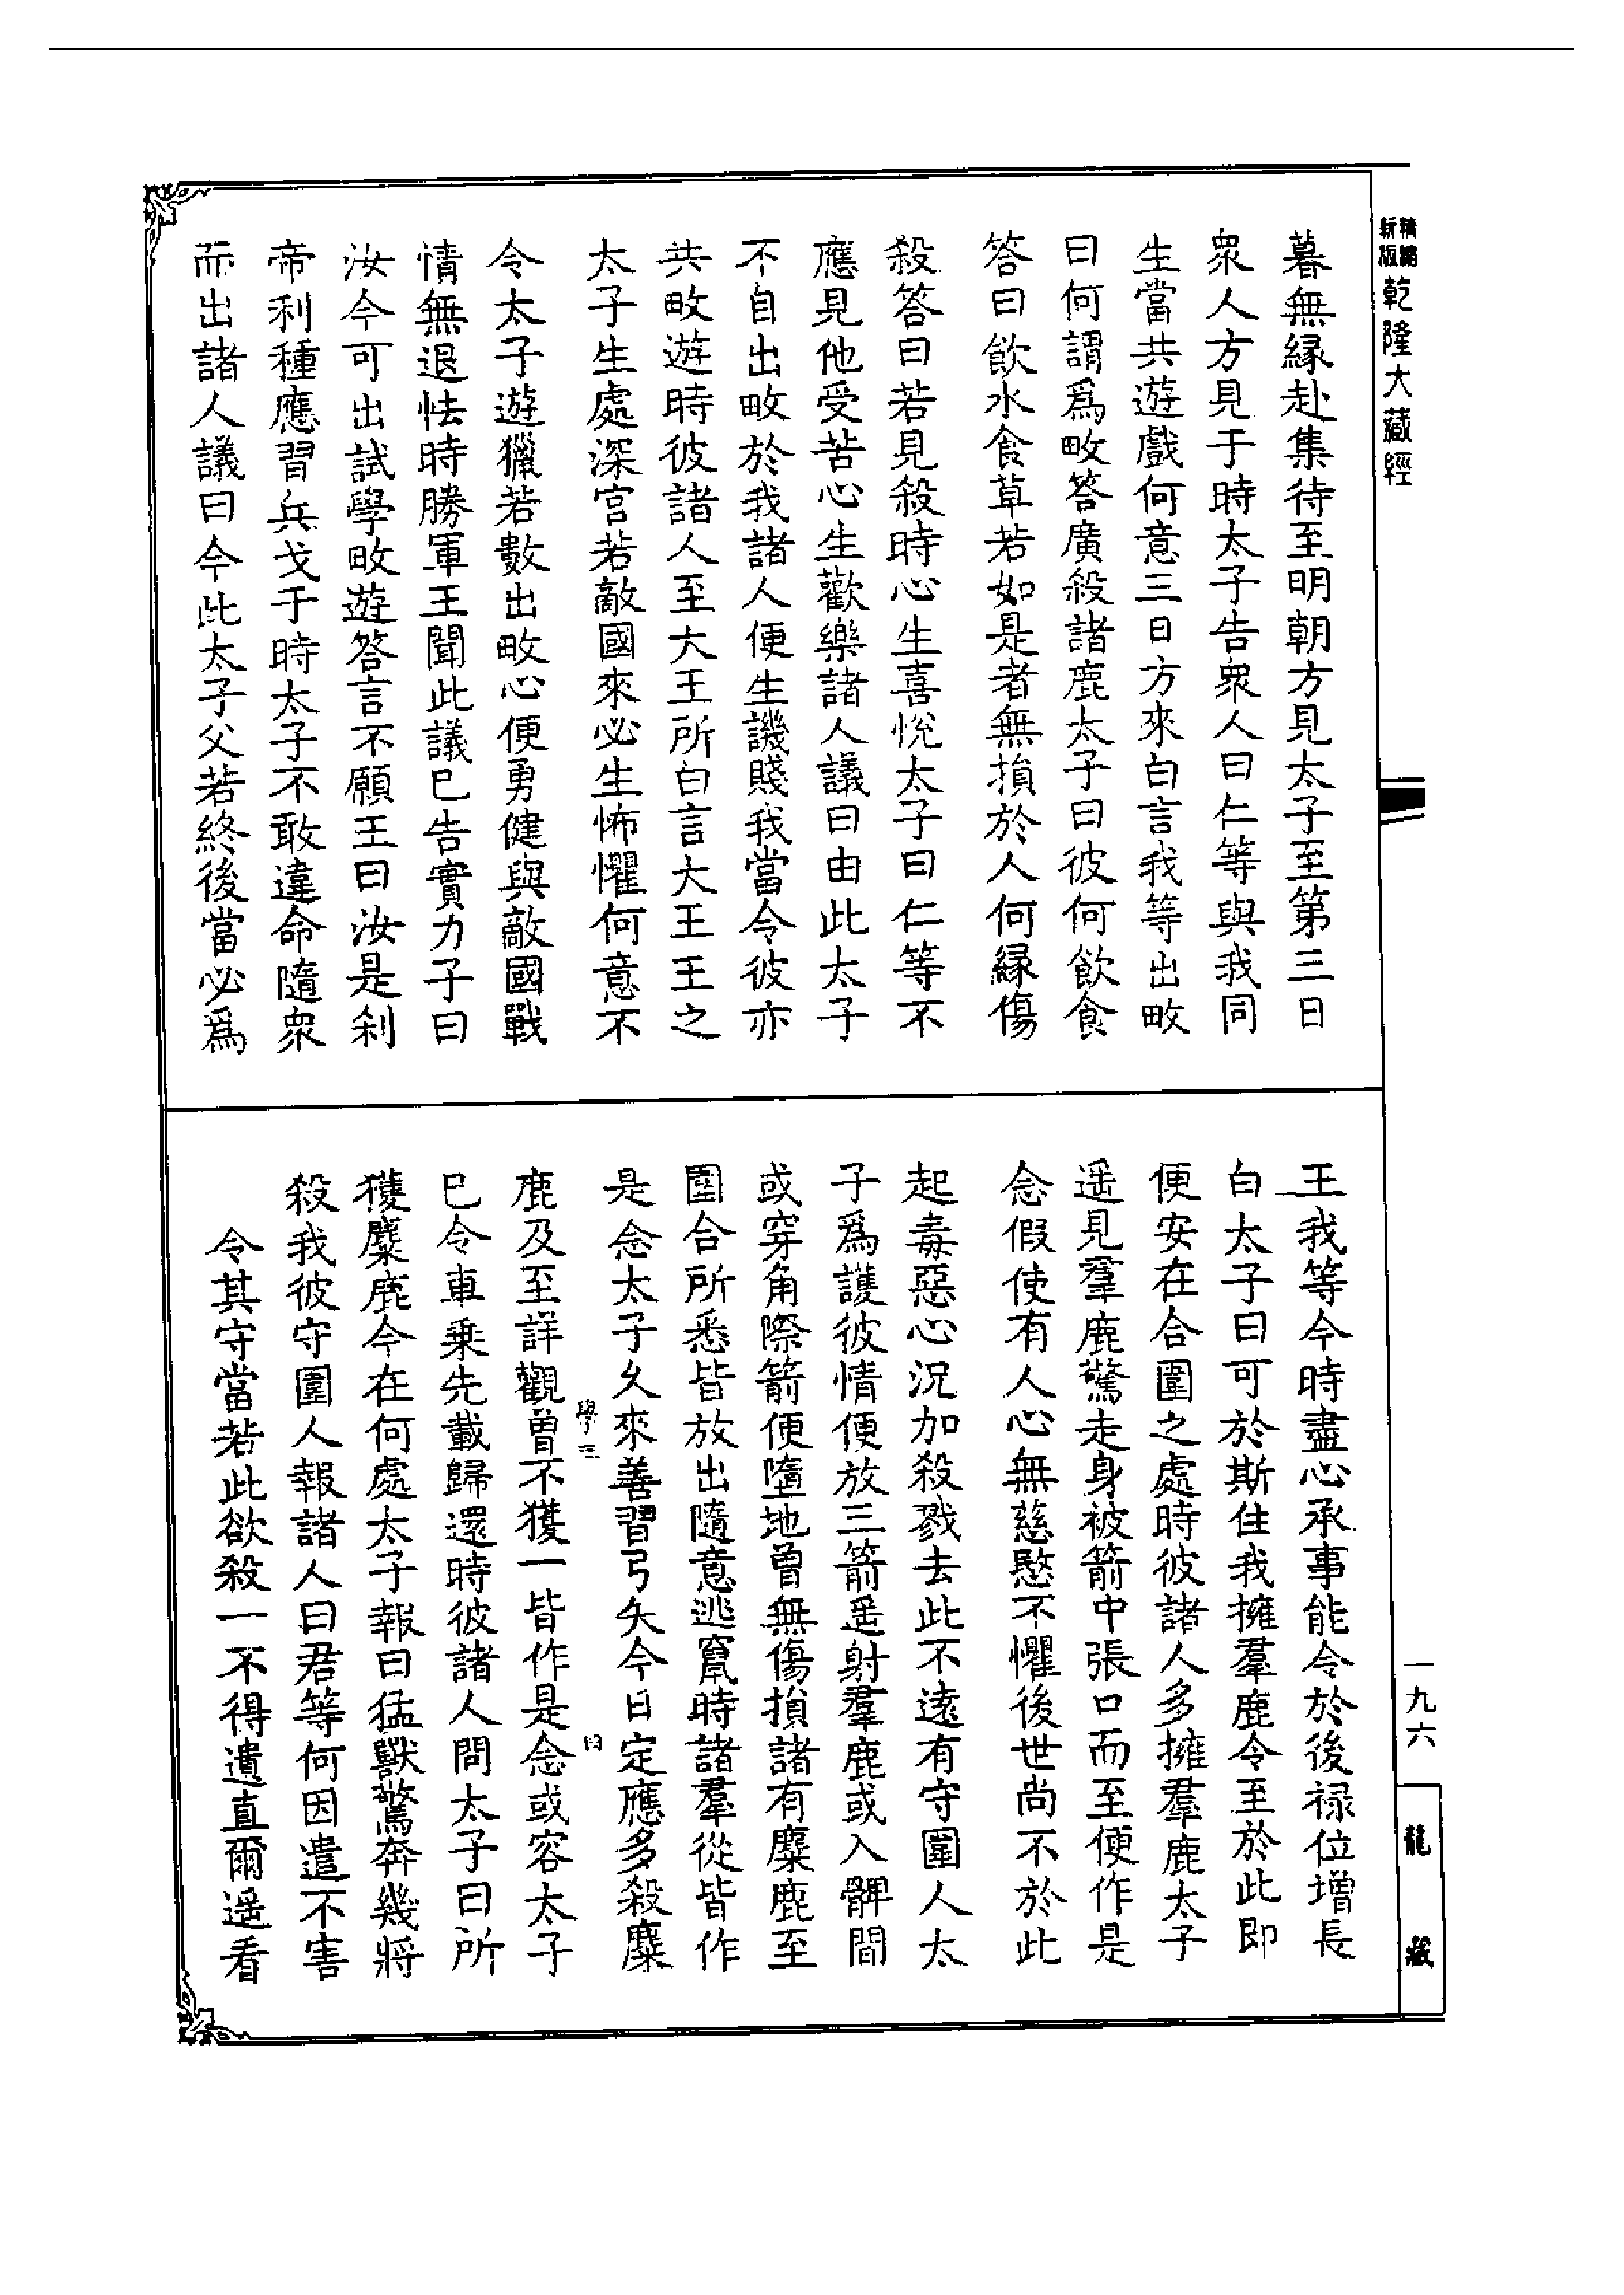 新版精編乾隆大藏經
暮無緣赴集待至明朝方見太子至第三日
衆人方見于時太子告衆人曰仁等與我同
生當共遊戲何意三日方來白言我等出畋
曰何謂爲畋答廣殺諸鹿太子曰彼何飲食
答曰飲水食草若如是者無損於人何緣傷
殺答曰若見殺時心生喜悅太子曰仁等不
應見他受苦心生歡樂諸人議曰由此太子
不自出畋於我諸人便生譏賤我當令彼亦
共畋遊時彼諸人至大王所白言大王王之
太子生處深宮若敵國來必生怖懼何意不
令太子遊獵若數出畋心便勇健與敵國戰
情無退怯時勝軍王聞此議已告實力子曰
汝今可出試學畋遊答言不願王曰汝是刹
帝利種應習兵戈于時太子不敢違命隨衆
而出諸人議曰今此太子父若終後當必爲
王我等今時盡心承事能令於後祿位增長
白太子曰可於斯住我擁羣鹿令至於此即
便安在合圍之處時彼諸人多擁羣鹿太子
遥見羣鹿驚走身被箭中張口而至便作是
念假使有人心無慈愍不懼後世尚不於此
起毒惡心況加殺戮去此不遠有守圍人太
子爲護彼情便放三箭遥射羣鹿或入髀間
或穿角際箭便墮地曾無傷損諸有麋鹿至
圍合所悉皆放出隨意逃竄時諸羣從皆作
是念太子久來善習弓矢今日定應多殺麋
學三
曰
鹿及至詳觀曾不獲一皆作是念或容太子
已令車乘先載歸還時彼諸人問太子曰所
獲麋鹿今在何處太子報曰猛獸驚奔幾將
殺我彼守圍人報諸人曰君等何因遣不害
令其守當若此欲殺一不得遺直爾遥看
一九六
龍藏